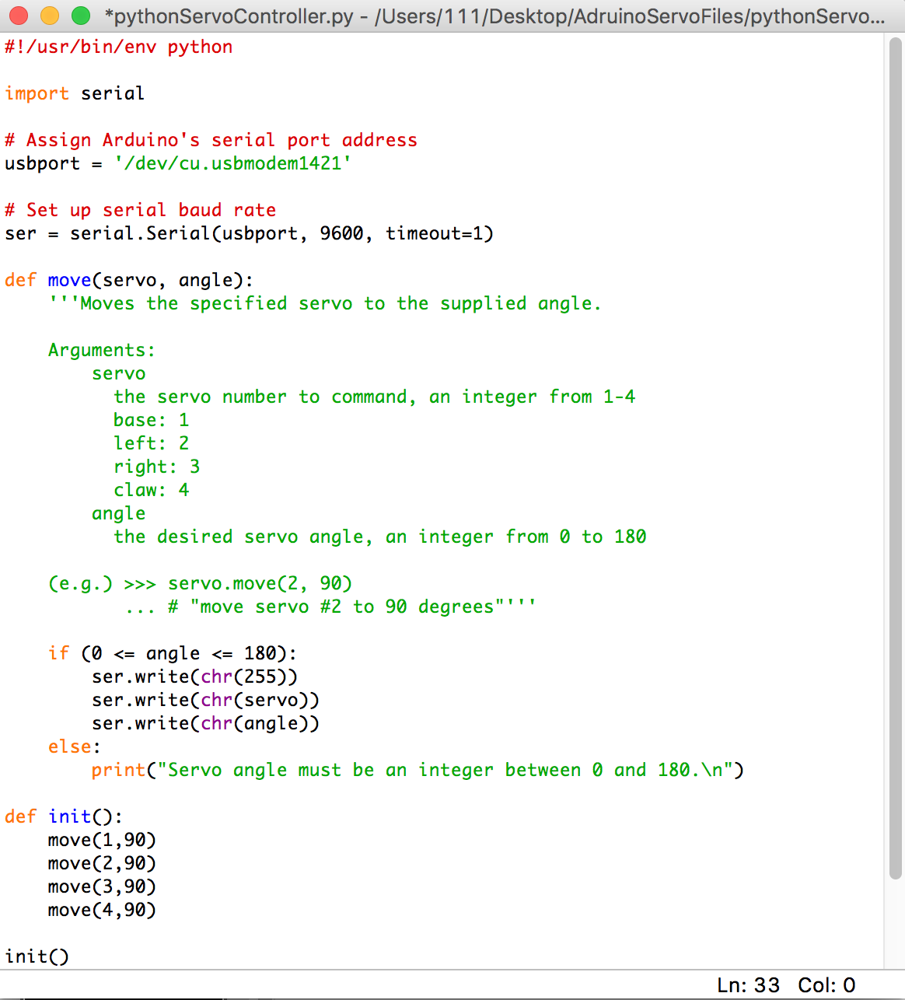 *pythonServoController.py - /Users/111/Desktop/AdruinoServoFiles/pythonServo...
#!/usr/bin/env python

import serial

# Assign Arduino's serial port address
usbport = '/dev/cu.usbmodem1421'

# Set up serial baud rate
ser = serial.Serial(usbport, 9600, timeout=1)

def move(servo, angle):
    '''Moves the specified servo to the supplied angle.

    Arguments:
        servo
          the servo number to command, an integer from 1-4
          base: 1
          left: 2
          right: 3
          claw: 4
        angle
          the desired servo angle, an integer from 0 to 180

    (e.g.) >>> servo.move(2, 90)
           ... # "move servo #2 to 90 degrees"'''

    if (0 <= angle <= 180):
        ser.write(chr(255))
        ser.write(chr(servo))
        ser.write(chr(angle))
    else:
        print("Servo angle must be an integer between 0 and 180.\n")

def init():
    move(1,90)
    move(2,90)
    move(3,90)
    move(4,90)

init()
Ln: 33 Col: 0